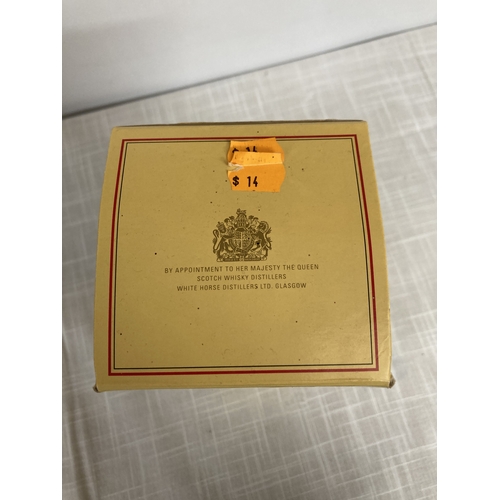 $ 14
BY APPOINTMENT TO HER MAJESTY THE QUEEN
SCOTCH WHISKY DISTILLERS
WHITE HORSE DISTILLERS LTD. GLASGOW